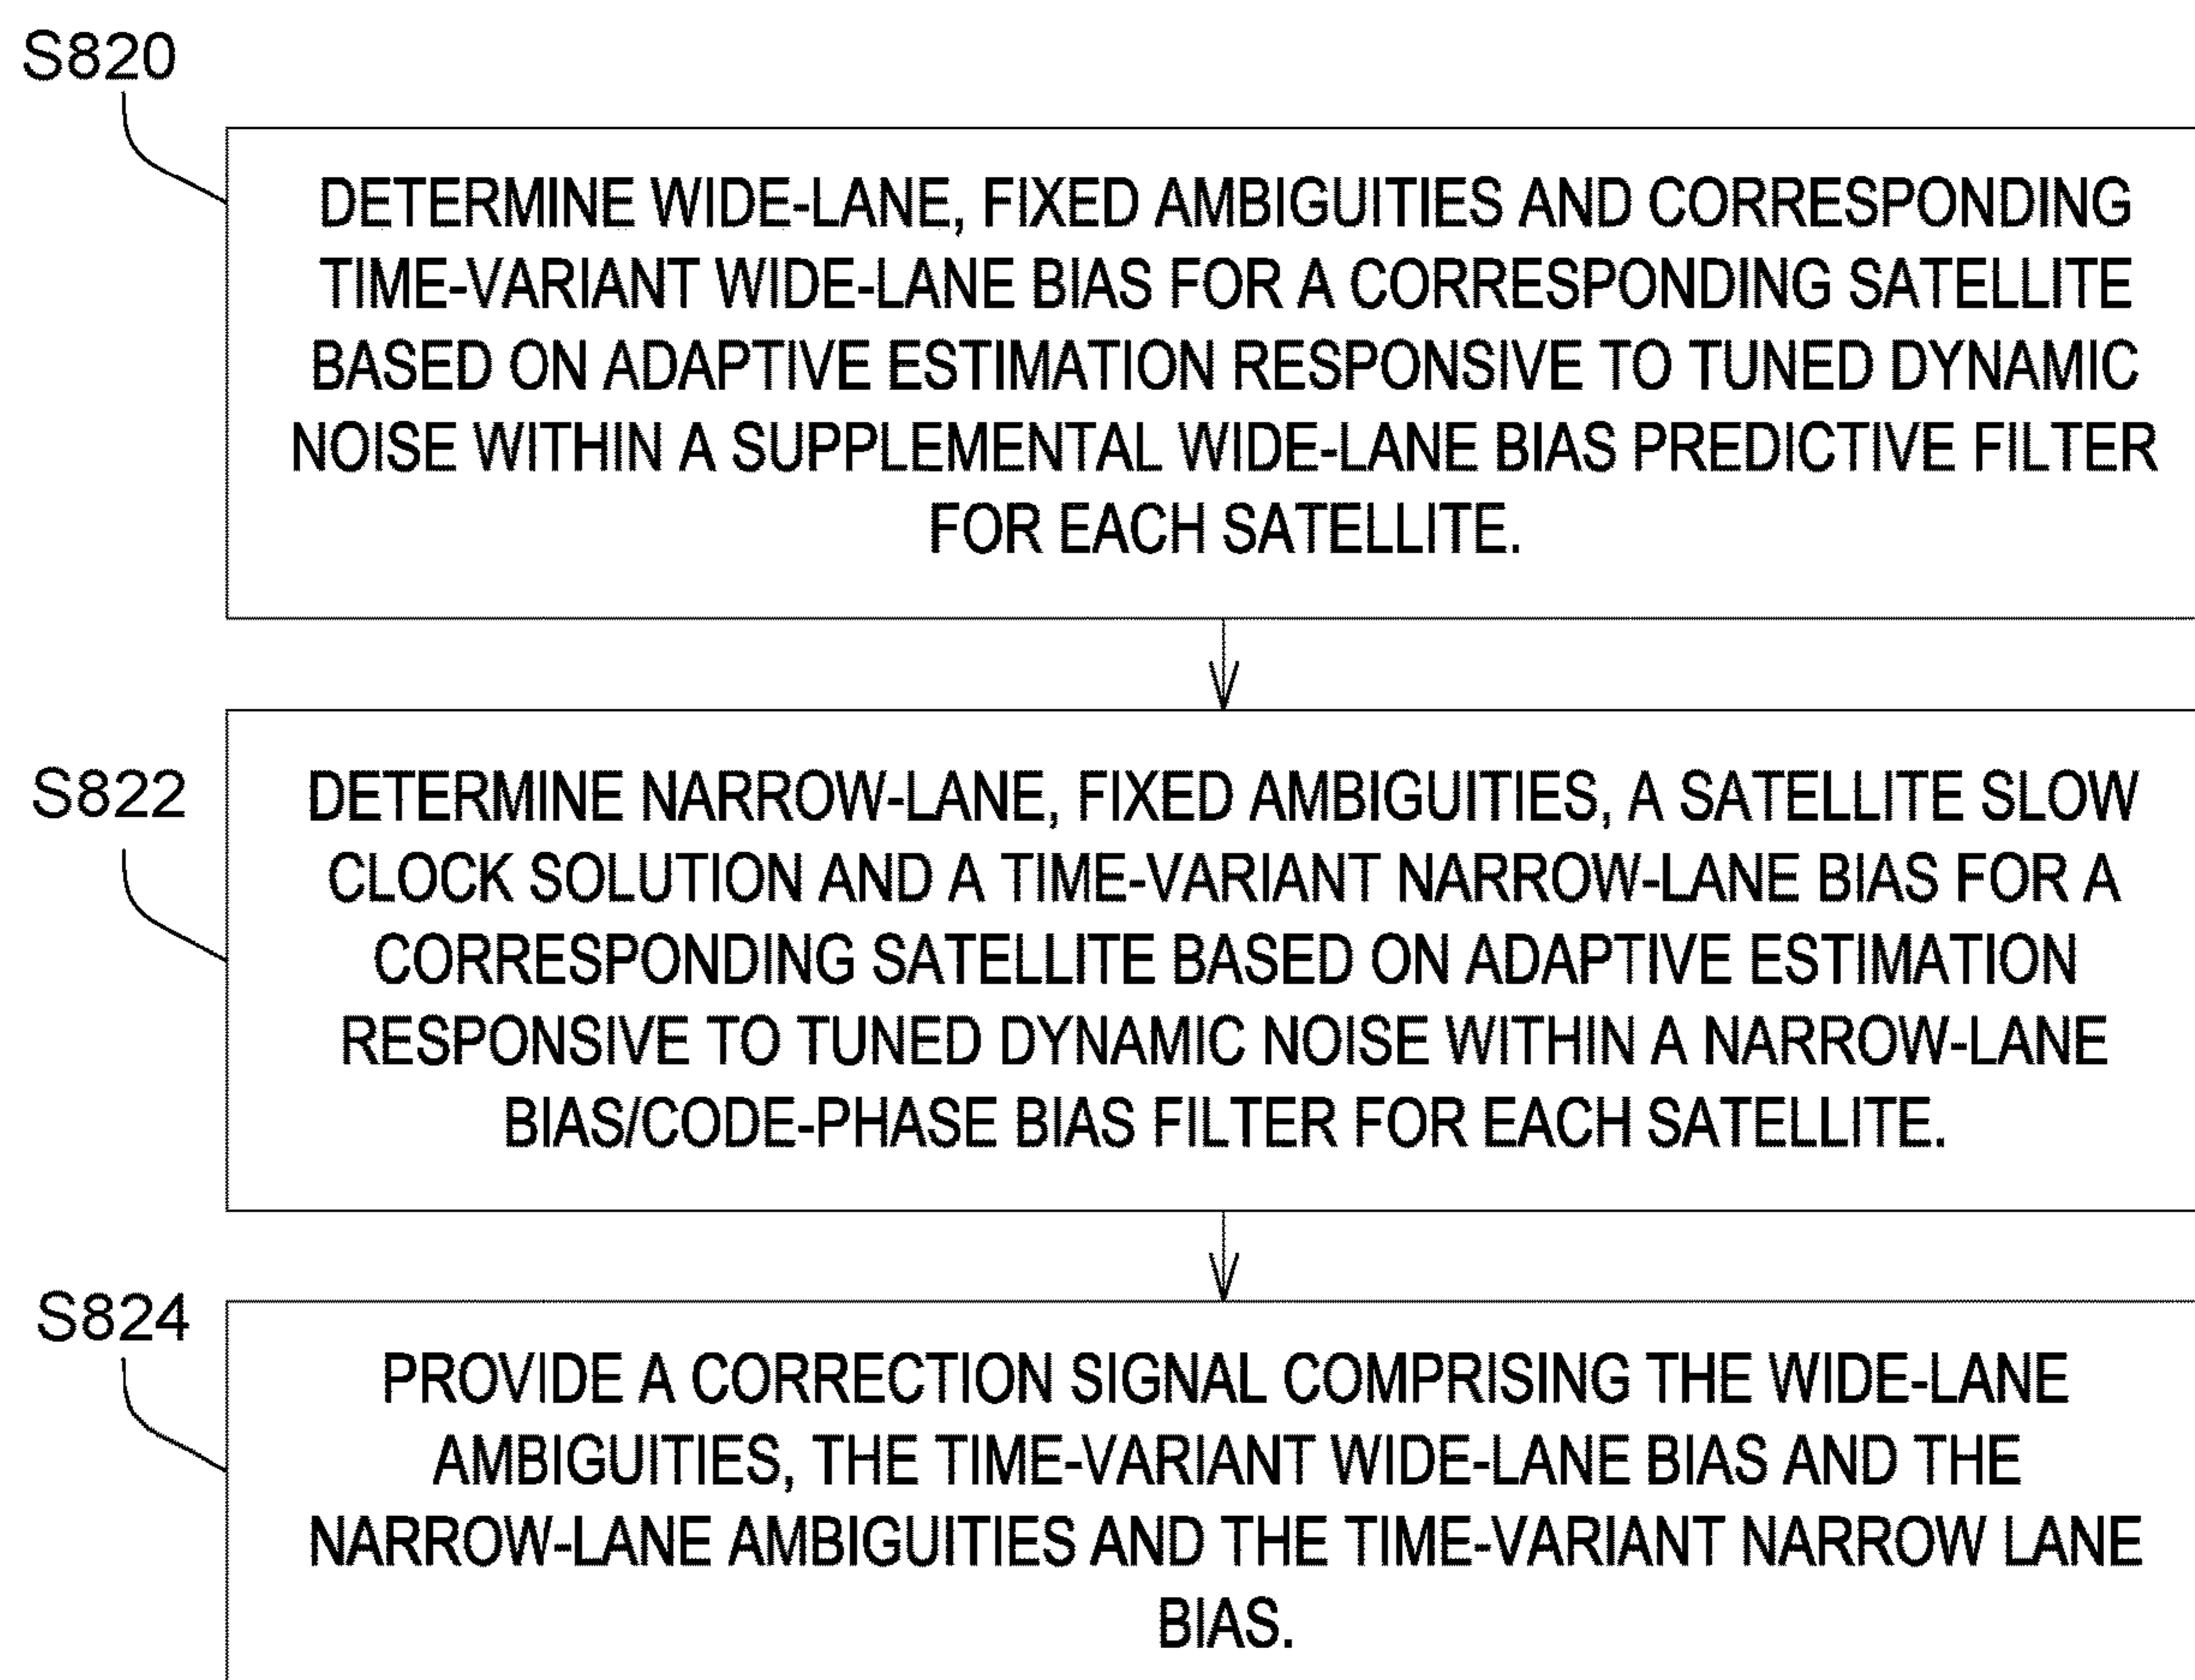 S820
DETERMINE WIDE-LANE, FIXED AMBIGUITIES AND CORRESPONDING
TIME-VARIANT WIDE-LANE BIAS FOR A CORRESPONDING SATELLITE
BASED ON ADAPTIVE ESTIMATION RESPONSIVE TO TUNED DYNAMIC
NOISE WITHIN A SUPPLEMENTAL WIDE-LANE BIAS PREDICTIVE FILTER
FOR EACH SATELLITE.
S822
DETERMINE NARROW-LANE, FIXED AMBIGUITIES, A SATELLITE SLOW
CLOCK SOLUTION AND A TIME-VARIANT NARROW-LANE BIAS FOR A
CORRESPONDING SATELLITE BASED ON ADAPTIVE ESTIMATION
RESPONSIVE TO TUNED DYNAMIC NOISE WITHIN A NARROW-LANE
BIAS/CODE-PHASE BIAS FILTER FOR EACH SATELLITE.
S824
PROVIDE A CORRECTION SIGNAL COMPRISING THE WIDE-LANE
AMBIGUITIES, THE TIME-VARIANT WIDE-LANE BIAS AND THE
NARROW-LANE AMBIGUITIES AND THE TIME-VARIANT NARROW LANE
BIAS.